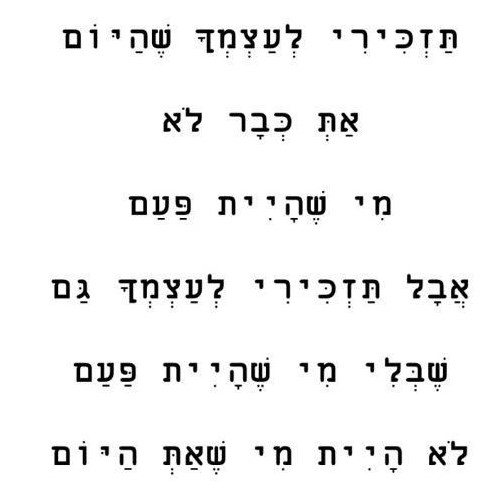 תַּזְכִּירִי לְעַצְמְךָ שֶׁהַיּוֹם
אַתְּ כְּבָר לֹא
מִי שֶׁהָיִית פַּעַם
אֲבָל תַּזְכִּירִי לְעַצְמְךָ גַּם
שֶׁבְּלִי מִי שֶׁהָיִית פַּעַם
לֹא הָיִית מִי שֶׁאַתְּ הַיּוֹם